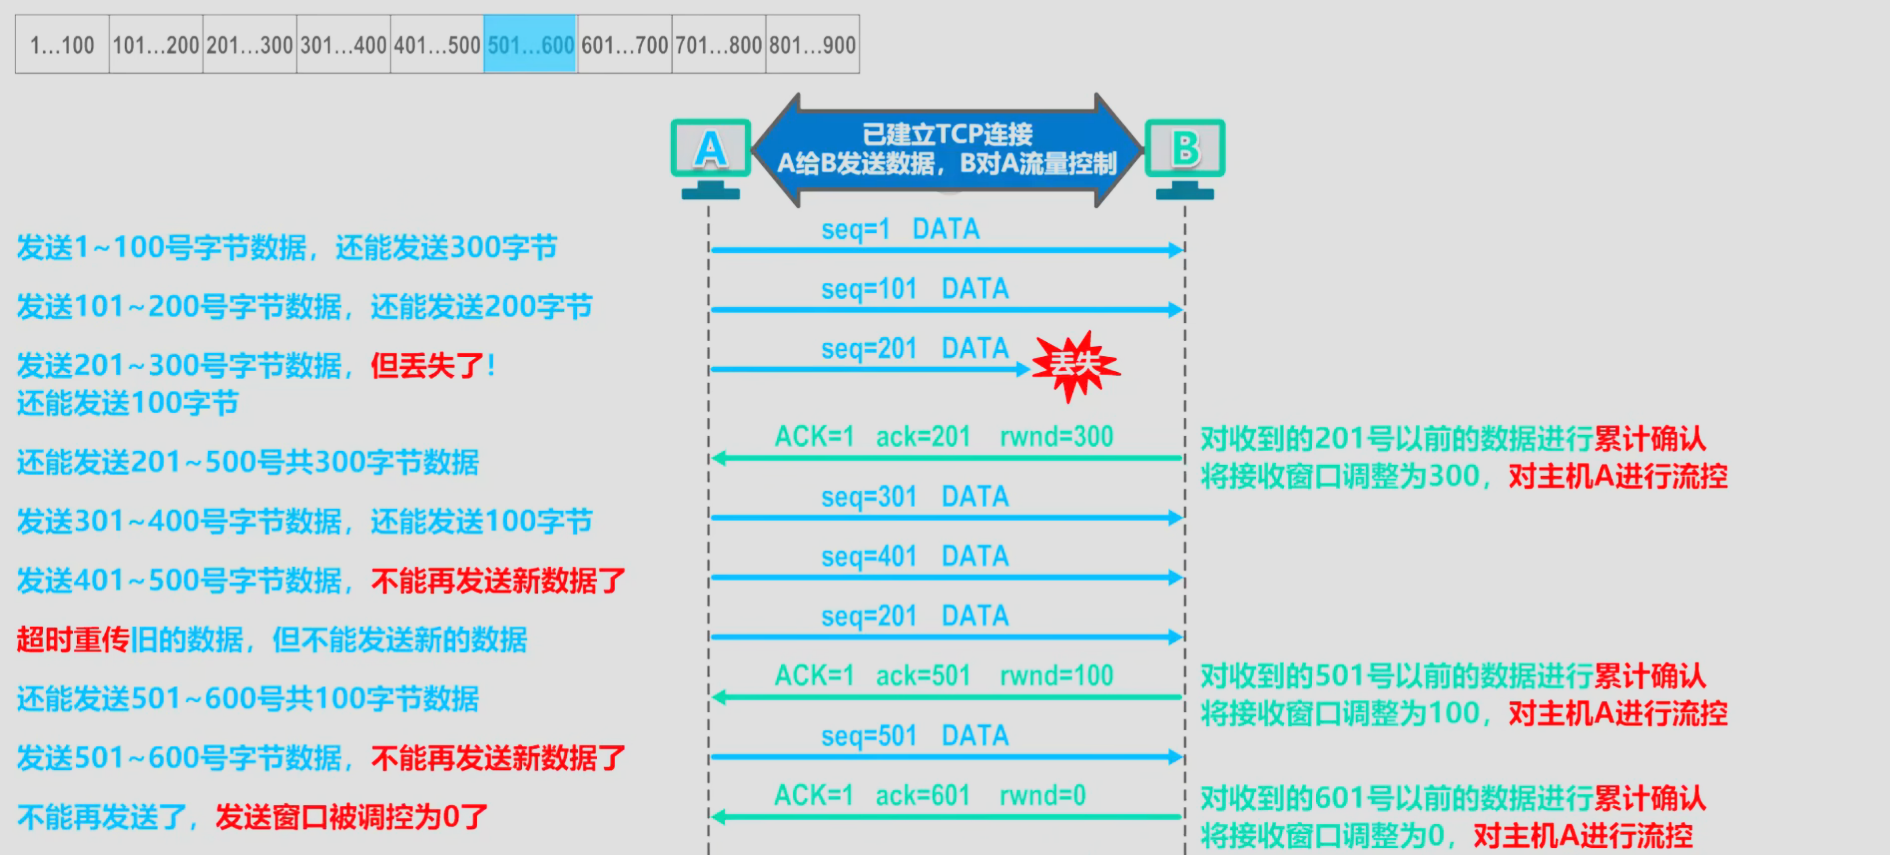 1...100 101...200 201...300 301...400 401...500 501...600 601...700 701...800 801...900
A
已建立TCP连接
A给B发送数据，B对A流量控制
B
发送1~100号字节数据，还能发送300字节
seq=1 DATA
发送101~200号字节数据，还能发送200字节
seq=101 DATA
发送201~300号字节数据，但丢失了！
还能发送100字节
seq=201 DATA
丢失
还能发送201~500号共300字节数据
ACK=1 ack=201 rwnd=300
对收到的201号以前的数据进行累计确认
将接收窗口调整为300，对主机A进行流控
发送301~400号字节数据，还能发送100字节
seq=301 DATA
发送401~500号字节数据，不能再发送新数据了
seq=401 DATA
超时重传旧的数据，但不能发送新的数据
seq=201 DATA
还能发送501~600号共100字节数据
ACK=1 ack=501 rwnd=100
对收到的501号以前的数据进行累计确认
将接收窗口调整为100，对主机A进行流控
发送501~600号字节数据，不能再发送新数据了
seq=501 DATA
不能再发送了，发送窗口被调控为0了
ACK=1 ack=601 rwnd=0
对收到的601号以前的数据进行累计确认
将接收窗口调整为0，对主机A进行流控